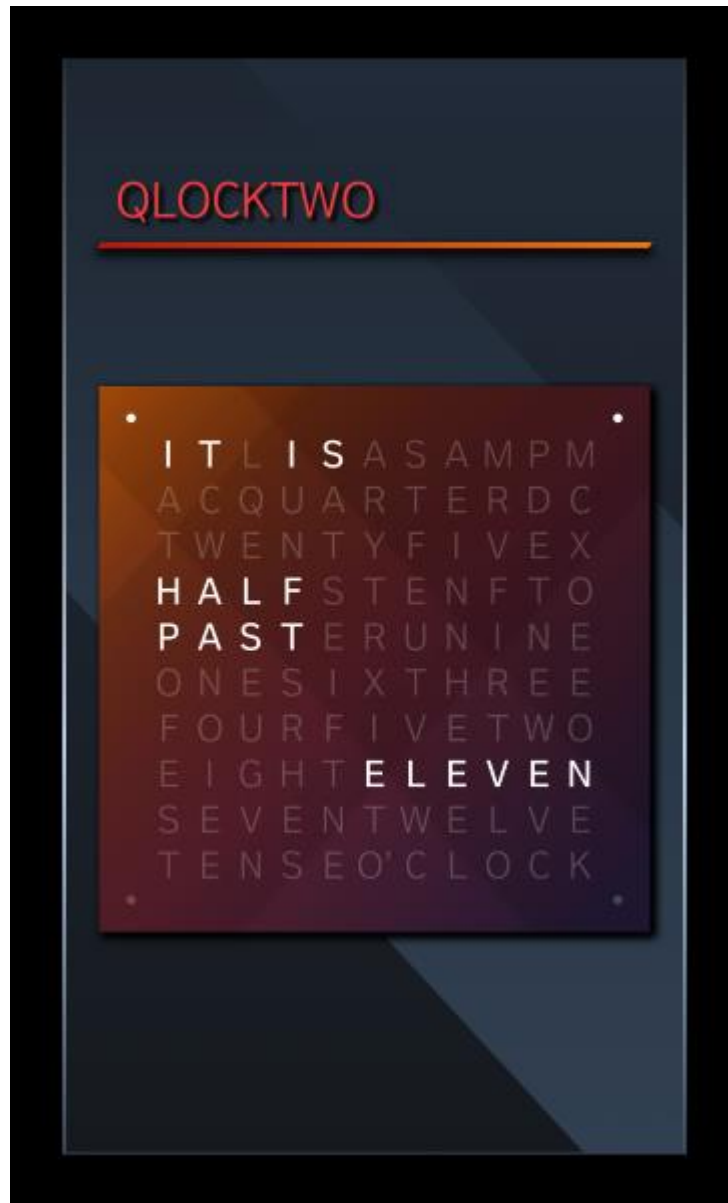 QLOCKTWO
ITLISASAMPM
ACQUARTERDC
TWENTYFIVEX
HALFSTENFTO
PASTERUNINE
ONESIXTHREE
FOURFIVETWO
EIGHTELEVEN
SEVENTWELVE
TENSEO'CLOCK